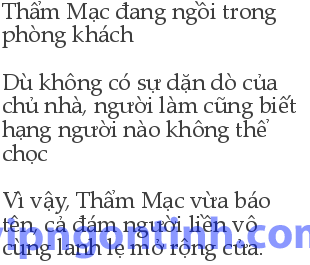 Thẩm Mạc đang ngồi trong
phòng khách
Dù không có sự dặn dò của
chủ nhà, người làm cũng biết
hạng người nào không thể
chọc
Vì vậy, Thẩm Mạc vừa báo
tên, cả đám người liền vô
cùng lanh lẹ mở rộng cửa.
vipngontinh.com